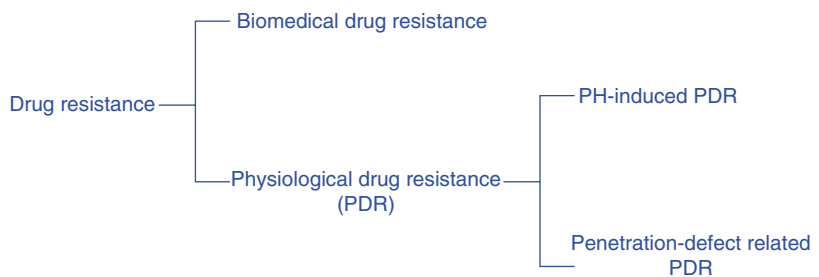 Biomedical drug resistance
Drug resistance
PH-induced PDR
Physiological drug resistance
(PDR)
Penetration-defect related
PDR